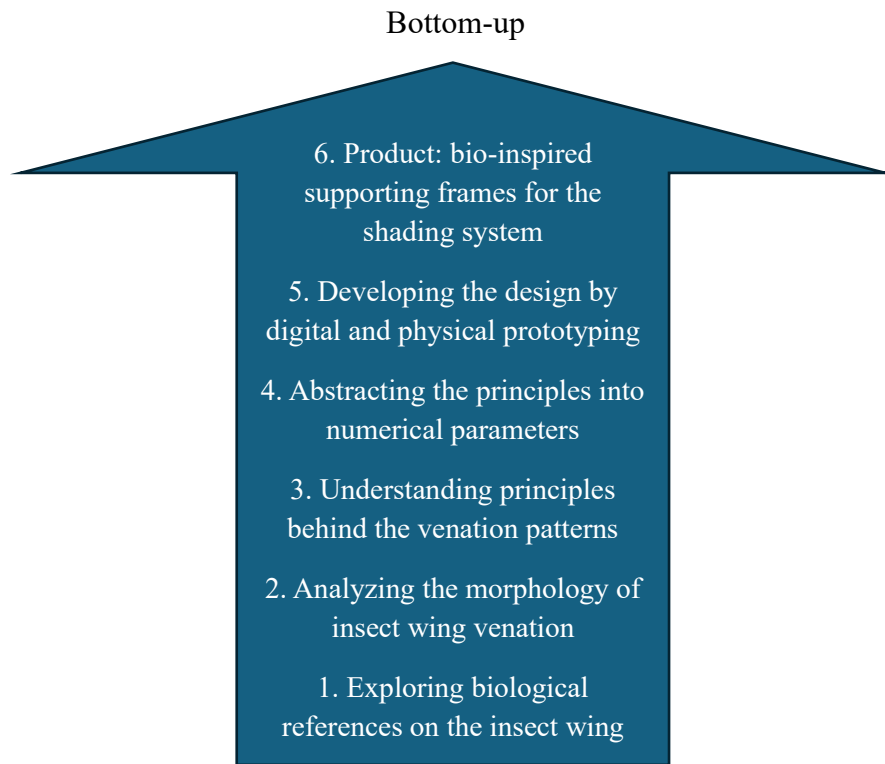 Bottom-up
6. Product: bio-inspired
supporting frames for the
shading system
5. Developing the design by
digital and physical prototyping
4. Abstracting the principles into
numerical parameters
3. Understanding principles
behind the venation patterns
2. Analyzing the morphology of
insect wing venation
1. Exploring biological
references on the insect wing